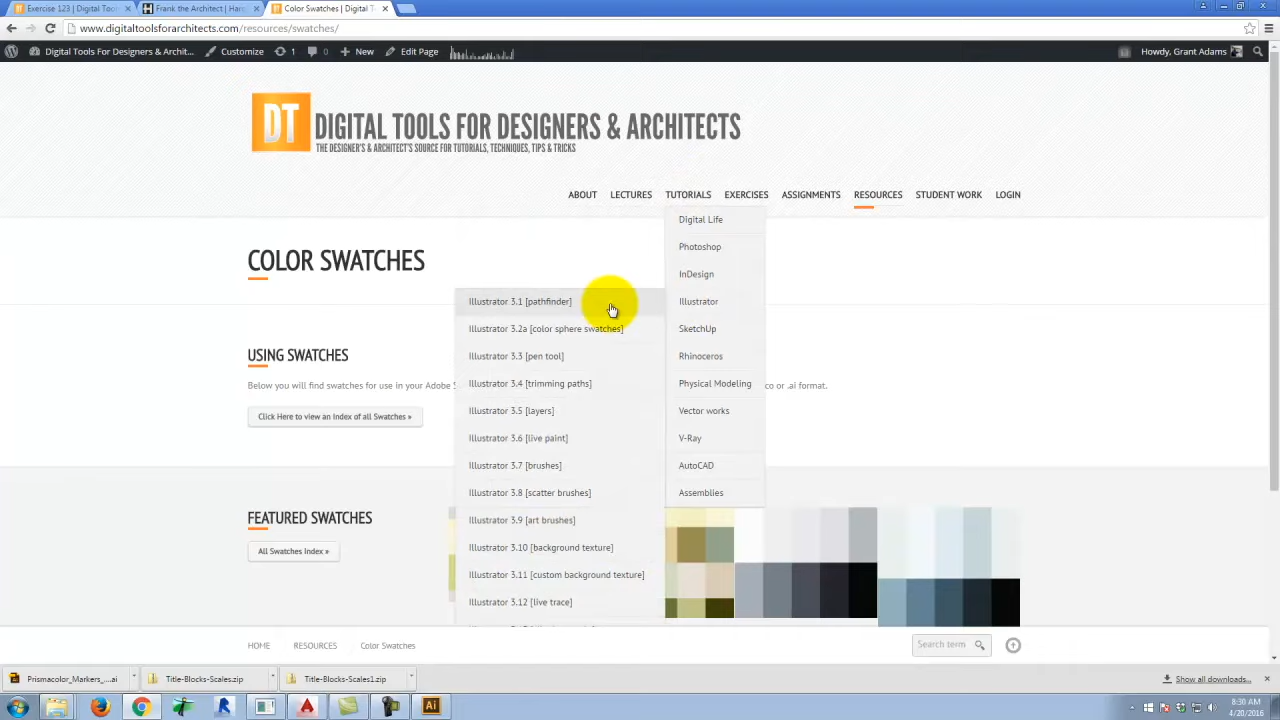 Exercise 123 | Digital Tools
Frank the Architect | Hard
Color Swatches | Digital T
www.digitaltoolsforarchitects.com/resources/swatches/
Digital Tools For Designers & Architects
Customize
1
0
New
Edit Page
Howdy, Grant Adams
DT
DIGITAL TOOLS FOR DESIGNERS & ARCHITECTS
THE DESIGNER'S & ARCHITECT'S SOURCE FOR TUTORIALS, TECHNIQUES, TIPS & TRICKS
ABOUT LECTURES TUTORIALS EXERCISES ASSIGNMENTS RESOURCES STUDENT WORK LOGIN
COLOR SWATCHES
Digital Life
Photoshop
InDesign
Illustrator
SketchUp
Rhinoceros
Physical Modeling
Vector works
V-Ray
AutoCAD
Assemblies
Illustrator 3.1 [pathfinder]
Illustrator 3.2a [color sphere swatches]
Illustrator 3.3 [pen tool]
Illustrator 3.4 [trimming paths]
Illustrator 3.5 [layers]
Illustrator 3.6 [live paint]
Illustrator 3.7 [brushes]
Illustrator 3.8 [scatter brushes]
Illustrator 3.9 [art brushes]
Illustrator 3.10 [background texture]
Illustrator 3.11 [custom background texture]
Illustrator 3.12 [live trace]
USING SWATCHES
Below you will find swatches for use in your Adobe S
co or .ai format.
Click Here to view an Index of all Swatches »
FEATURED SWATCHES
All Swatches Index »
HOME RESOURCES Color Swatches
Search term
Prismacolor_Markers_....ai
Title-Blocks-Scales.zip
Title-Blocks-Scales1.zip
Show all downloads...
8:30 AM
4/20/2016